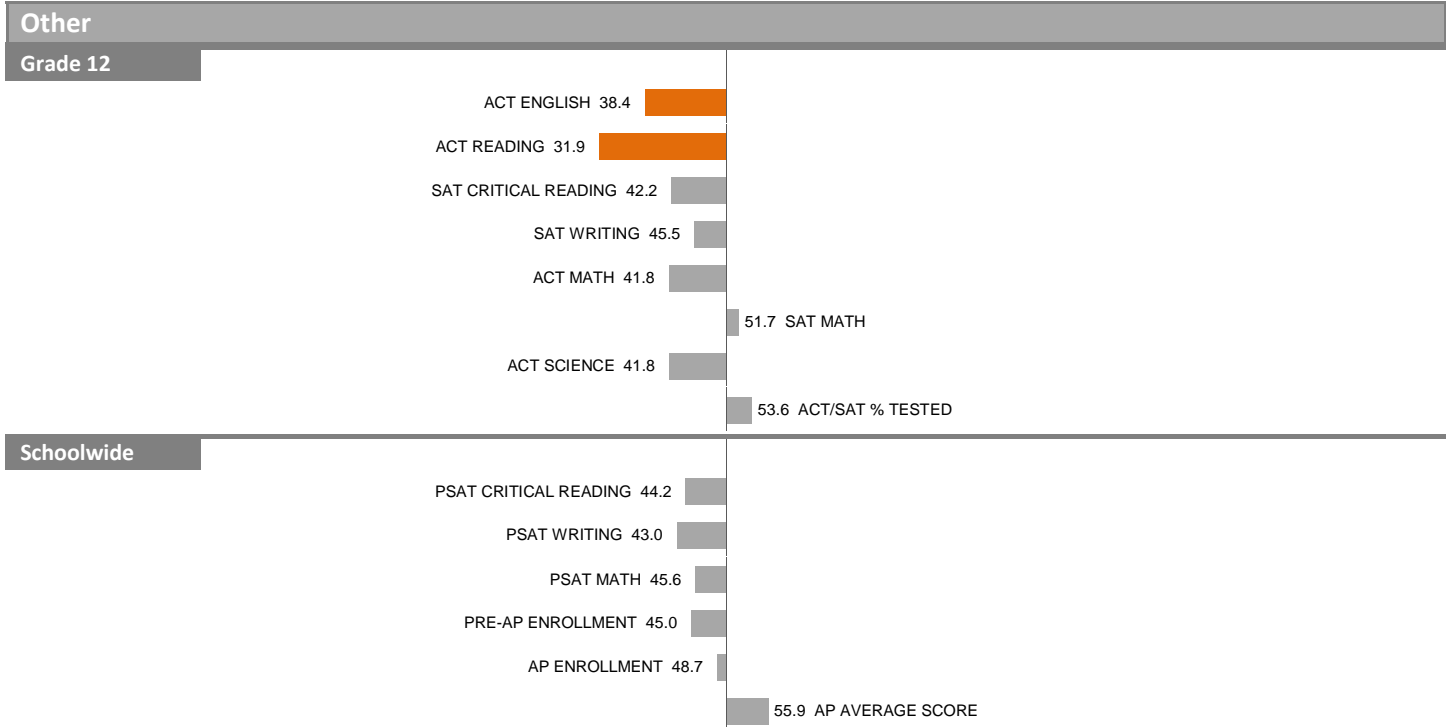 Other
Grade 12
ACT ENGLISH 38.4
ACT READING 31.9
SAT CRITICAL READING 42.2
SAT WRITING 45.5
ACT MATH 41.8
51.7 SAT MATH
ACT SCIENCE 41.8
53.6 ACT/SAT % TESTED
Schoolwide
PSAT CRITICAL READING 44.2
PSAT WRITING 43.0
PSAT MATH 45.6
PRE-AP ENROLLMENT 45.0
AP ENROLLMENT 48.7
55.9 AP AVERAGE SCORE